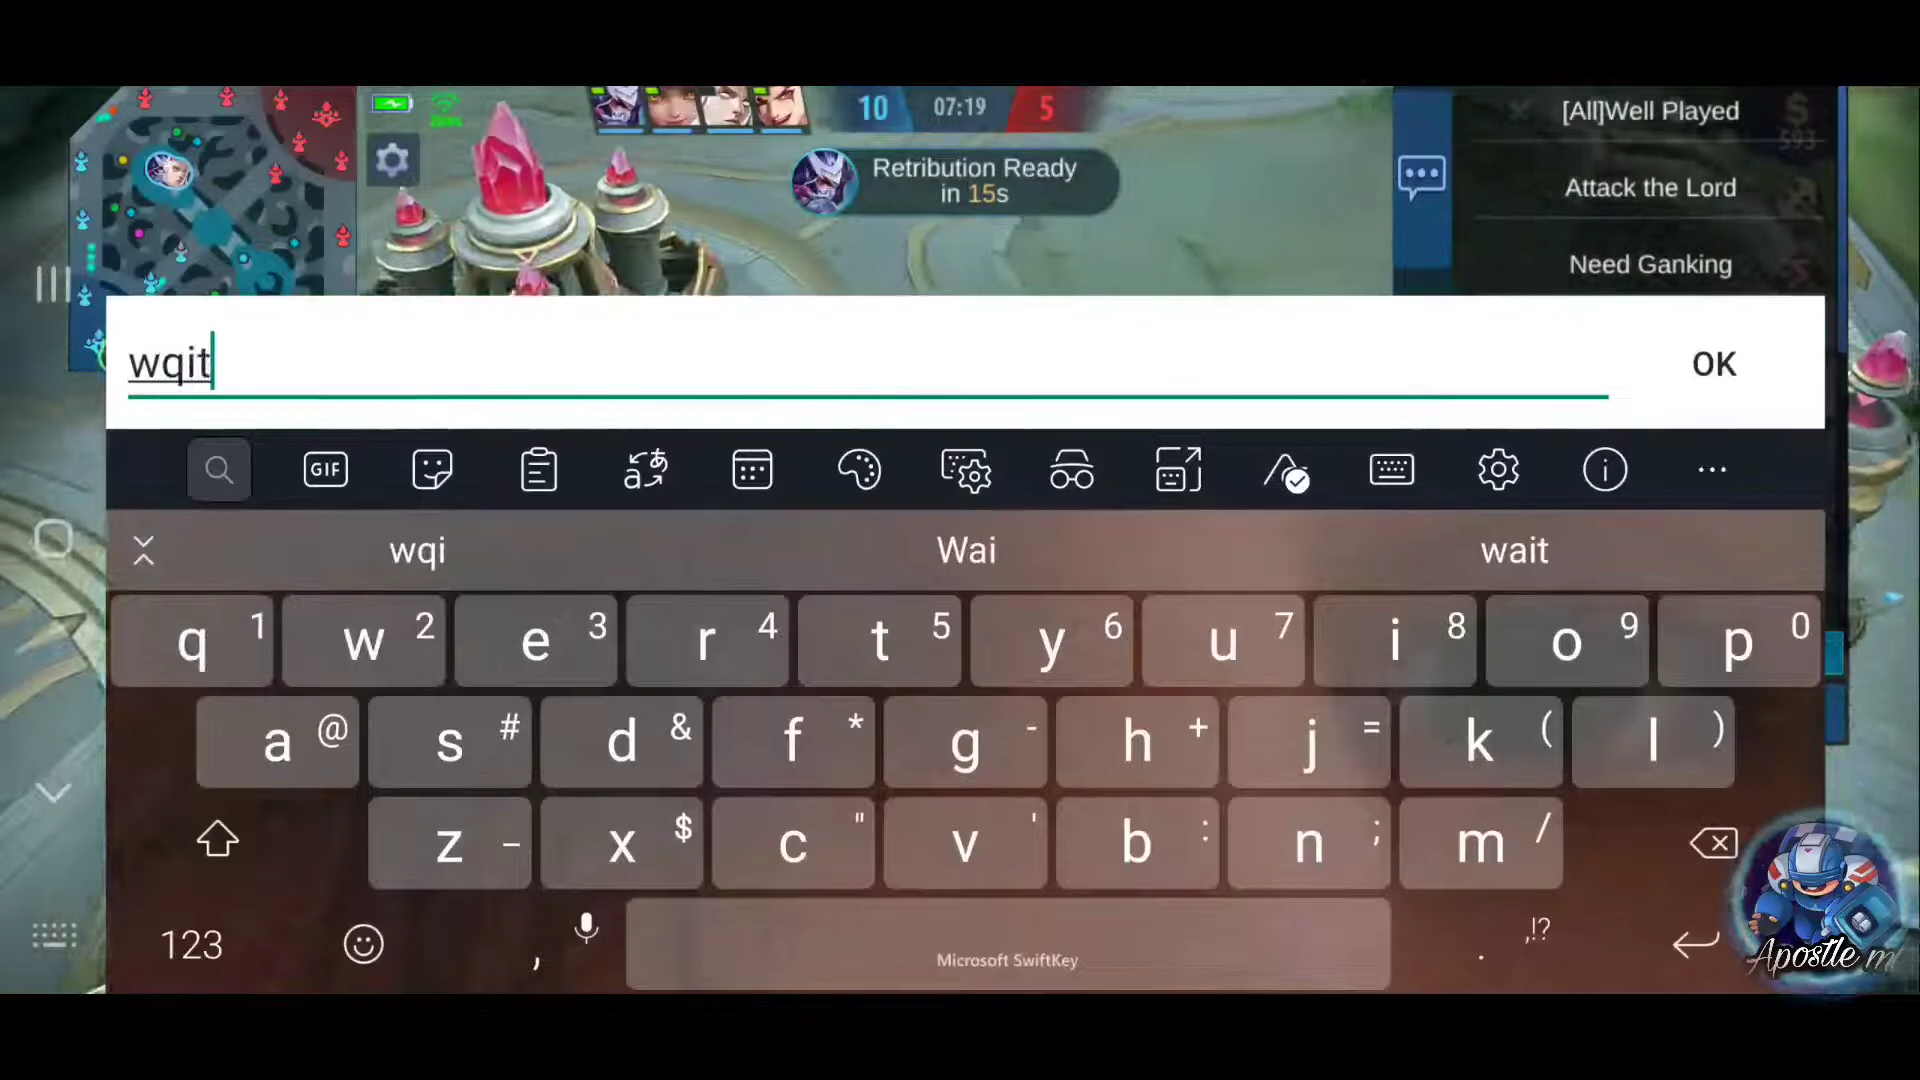 10 07:19 5
Retribution Ready
in 15s
[All]Well Played
593
Attack the Lord
Need Ganking
wqit
OK
GIF
wqi Wai wait
q 1 w 2 e 3 r 4 t 5 y 6 u 7 i 8 o 9 p 0
a @ s # d & f * g - h + j = k ( l )
z _ x $ c " v ' b : n ; m /
123 , Microsoft SwiftKey . ,!?
Apostle